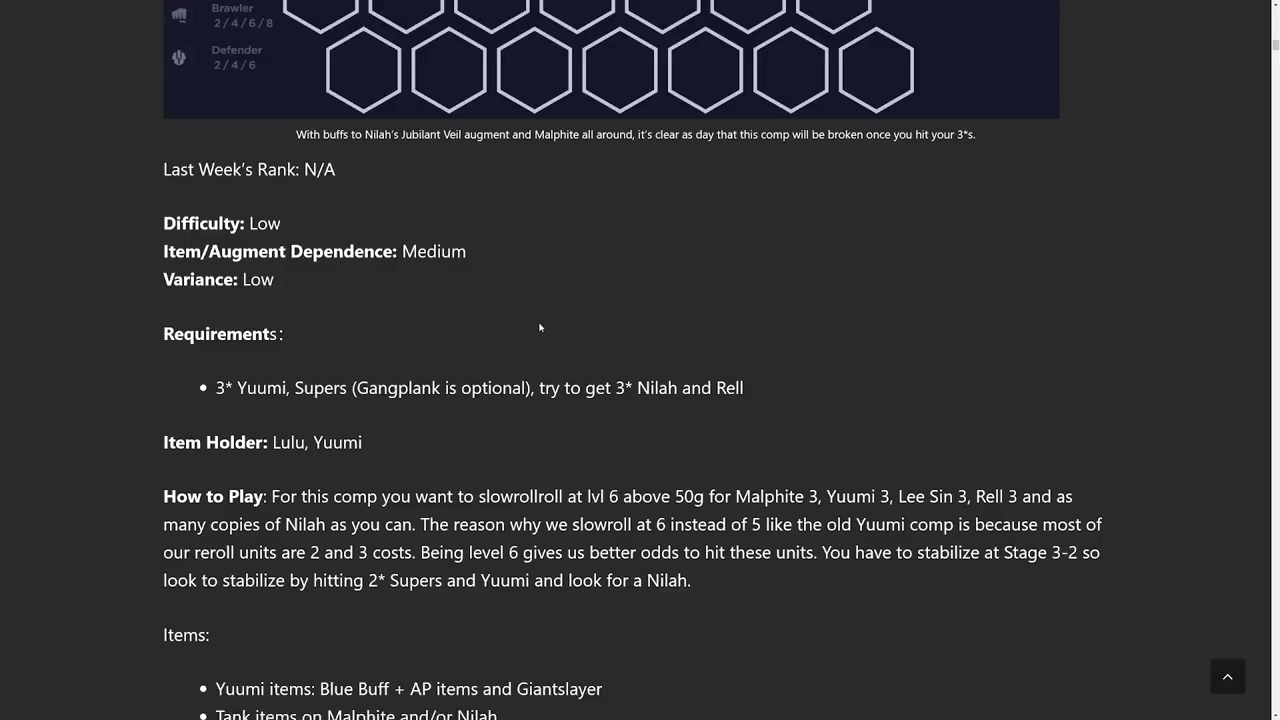 Brawler
2 / 4 / 6 / 8
Defender
2 / 4 / 6
With buffs to Nilah's Jubilant Veil augment and Malphite all around, it's clear as day that this comp will be broken once you hit your 3*s.
Last Week's Rank: N/A
Difficulty: Low
Item/Augment Dependence: Medium
Variance: Low
Requirements:
• 3* Yuumi, Supers (Gangplank is optional), try to get 3* Nilah and Rell
Item Holder: Lulu, Yuumi
How to Play: For this comp you want to slowrollroll at lvl 6 above 50g for Malphite 3, Yuumi 3, Lee Sin 3, Rell 3 and as
many copies of Nilah as you can. The reason why we slowroll at 6 instead of 5 like the old Yuumi comp is because most of
our reroll units are 2 and 3 costs. Being level 6 gives us better odds to hit these units. You have to stabilize at Stage 3-2 so
look to stabilize by hitting 2* Supers and Yuumi and look for a Nilah.
Items:
• Yuumi items: Blue Buff + AP items and Giantslayer
• Tank items on Malphite and/or Nilah